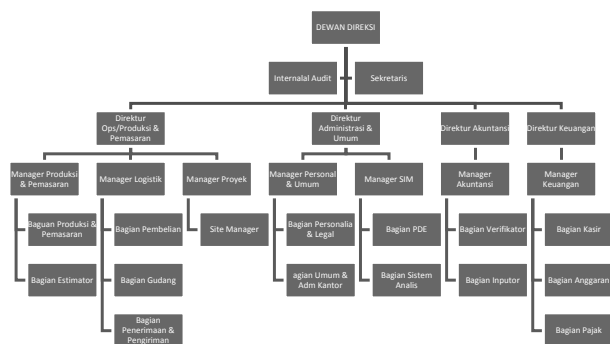 DEWAN DIREKSI
Internalal Audit
Sekretaris
Direktur
Ops/Produksi &
Pemasaran
Direktur
Administrasi &
Umum
Direktur Akuntansi
Direktur Keuangan
Manager Produksi
& Pemasaran
Manager Logistik
Manager Proyek
Manager Personal
& Umum
Manager SIM
Manager
Akuntansi
Manager
Keuangan
Baguan Produksi &
Pemasaran
Bagian Pembelian
Site Manager
Bagian Personalia
& Legal
Bagian PDE
Bagian Verifikator
Bagian Kasir
Bagian Estimator
Bagian Gudang
agian Umum &
Adm Kantor
Bagian Sistem
Analis
Bagian Inputor
Bagian Anggaran
Bagian
Penerimaan &
Pengiriman
Bagian Pajak